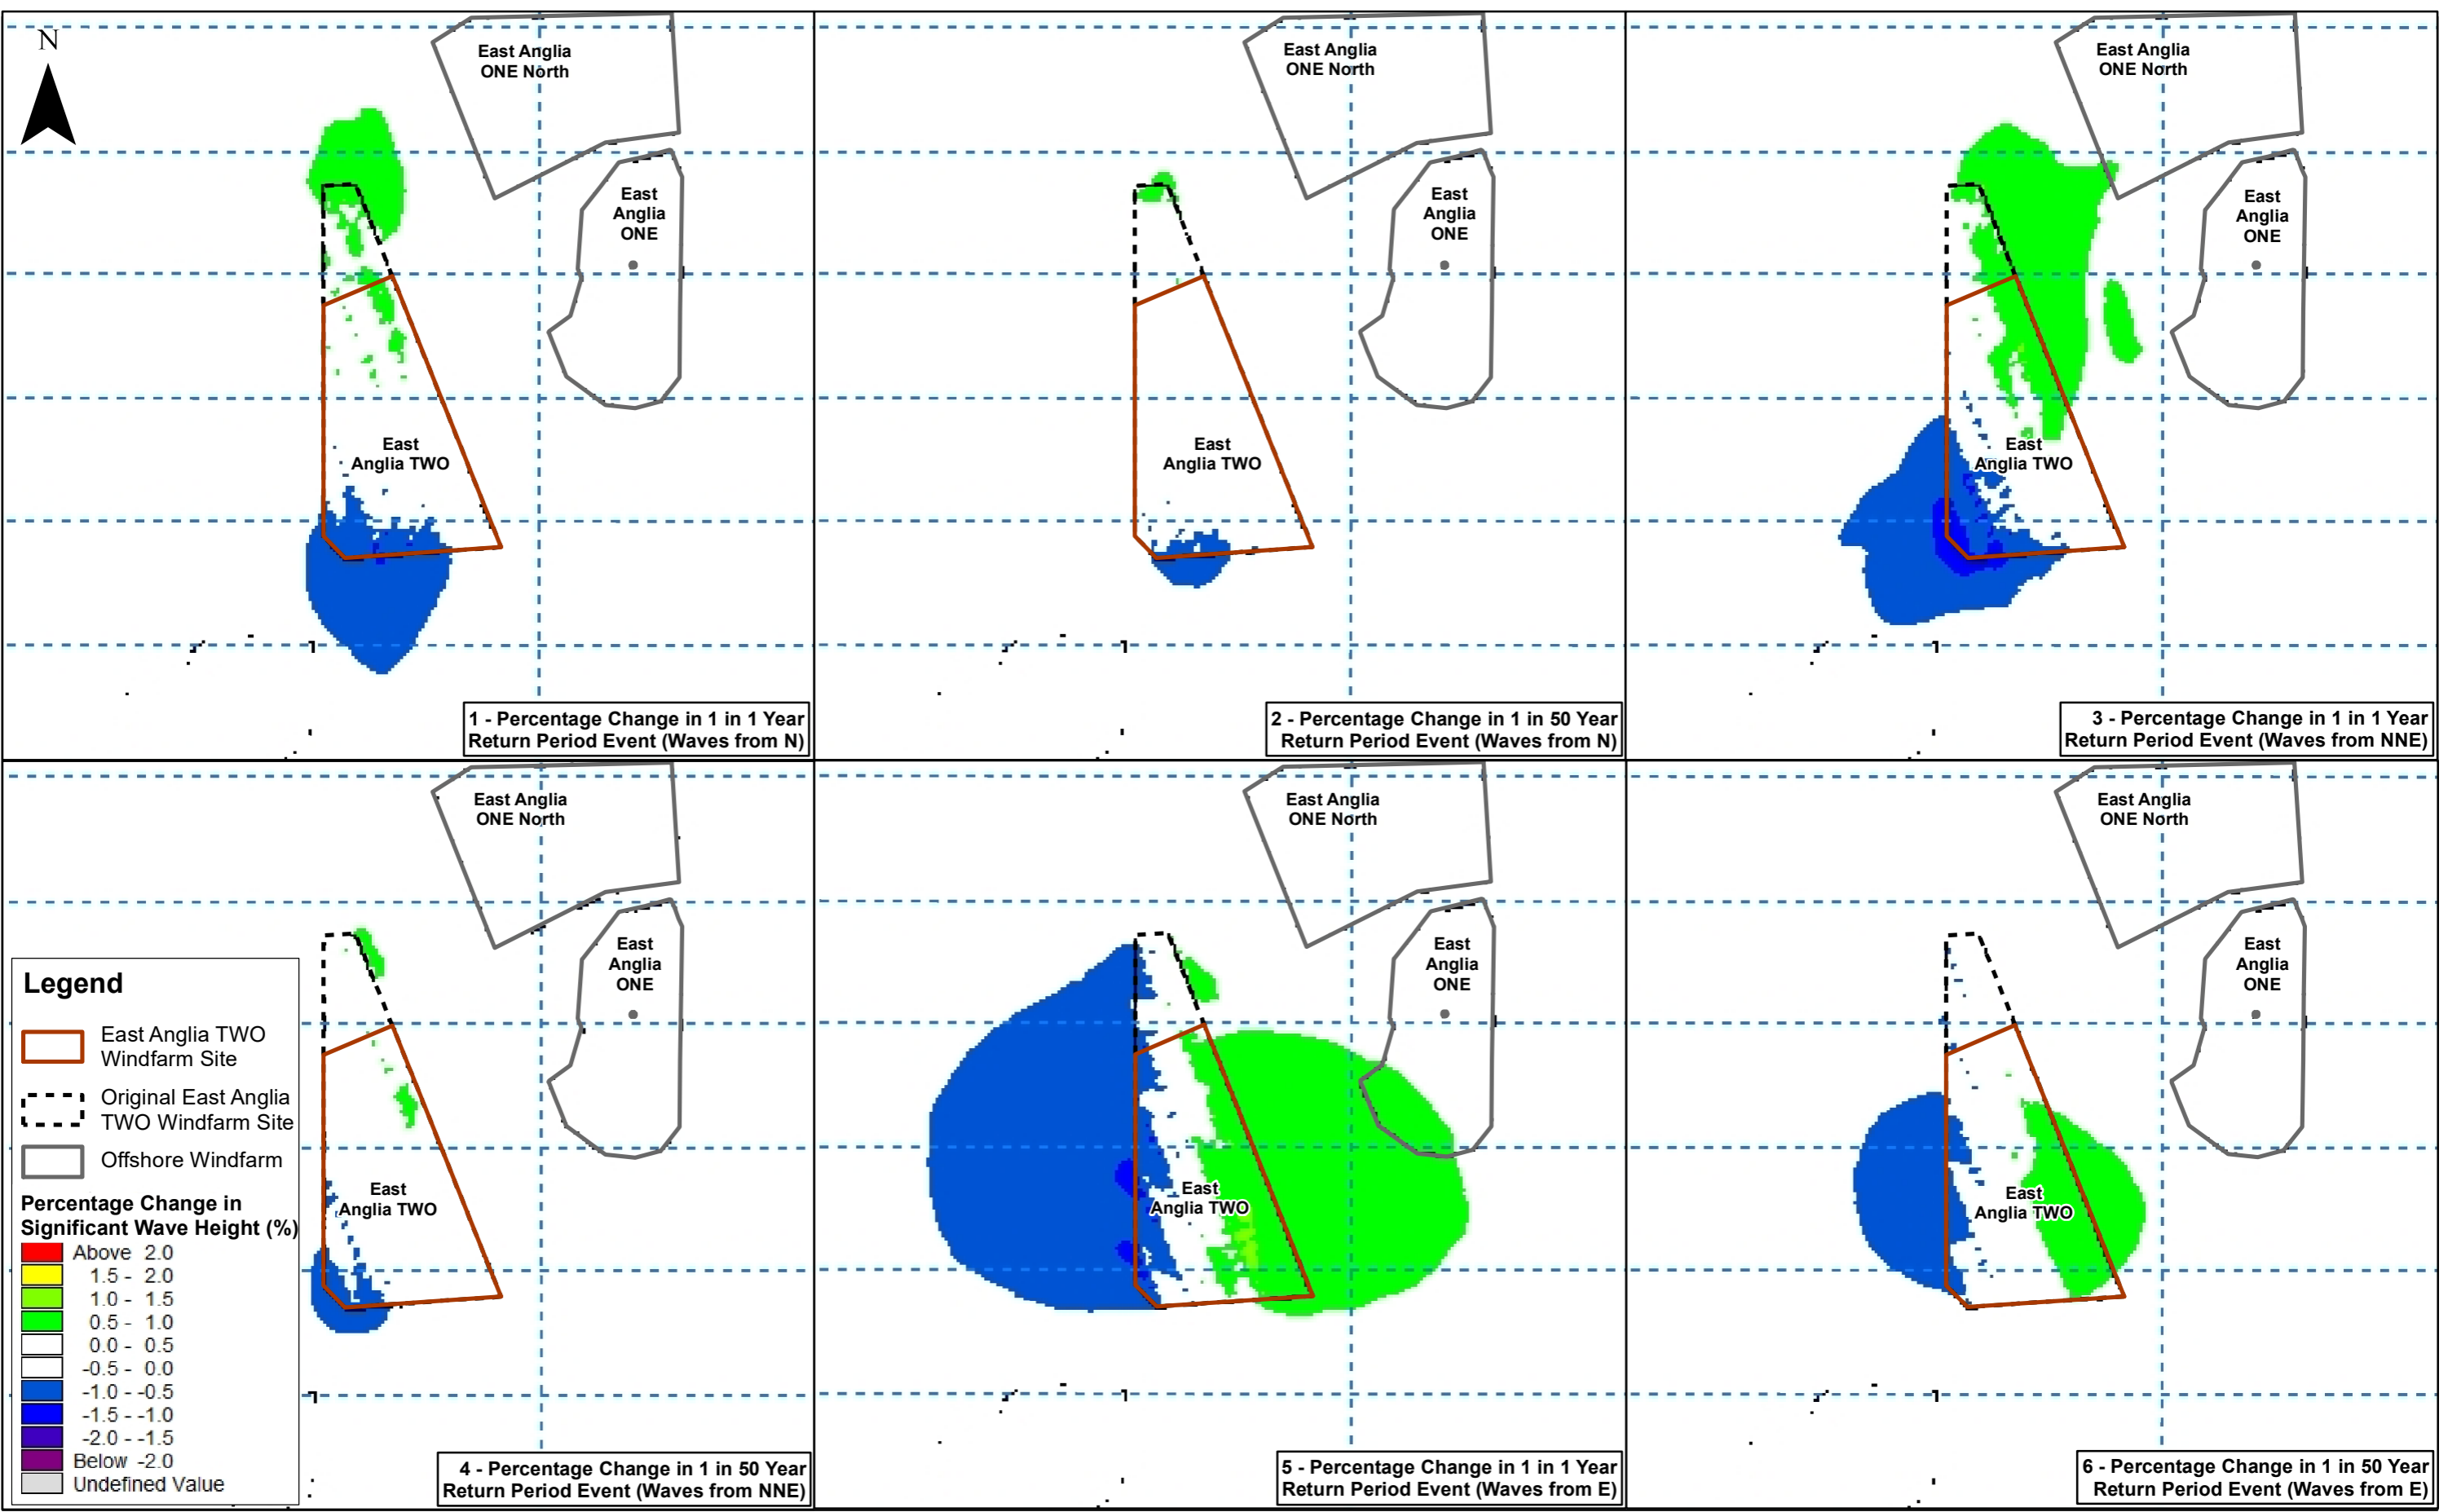 N
East Anglia
ONE North
East
Anglia
ONE
East
Anglia TWO
1 - Percentage Change in 1 in 1 Year
Return Period Event (Waves from N)
East Anglia
ONE North
East
Anglia
ONE
East
Anglia TWO
2 - Percentage Change in 1 in 50 Year
Return Period Event (Waves from N)
East Anglia
ONE North
East
Anglia
ONE
East
Anglia TWO
3 - Percentage Change in 1 in 1 Year
Return Period Event (Waves from NNE)
East Anglia
ONE North
East
Anglia
ONE
East
Anglia TWO
Legend
East Anglia TWO
Windfarm Site
Original East Anglia
TWO Windfarm Site
Offshore Windfarm
Percentage Change in
Significant Wave Height (%)
Above 2.0
1.5 - 2.0
1.0 - 1.5
0.5 - 1.0
0.0 - 0.5
-0.5 - 0.0
-1.0 - -0.5
-1.5 - -1.0
-2.0 - -1.5
Below -2.0
Undefined Value
4 - Percentage Change in 1 in 50 Year
Return Period Event (Waves from NNE)
East Anglia
ONE North
East
Anglia
ONE
East
Anglia TWO
5 - Percentage Change in 1 in 1 Year
Return Period Event (Waves from E)
East Anglia
ONE North
East
Anglia
ONE
East
Anglia TWO
6 - Percentage Change in 1 in 50 Year
Return Period Event (Waves from E)